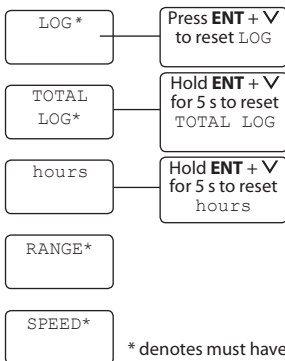 LOG*
Press ENT + V
to reset LOG
TOTAL
LOG*
Hold ENT + V
for 5 s to reset
TOTAL LOG
hours
Hold ENT + V
for 5 s to reset
hours
RANGE*
SPEED*
* denotes must have